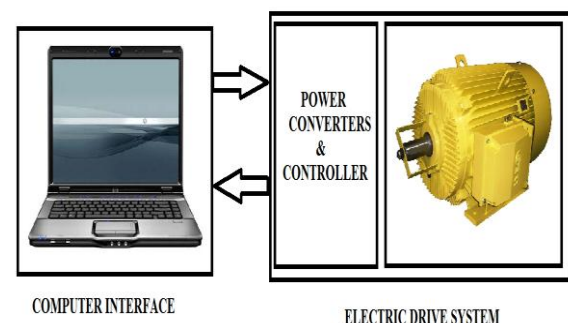 POWER
CONVERTERS
&
CONTROLLER
COMPUTER INTERFACE
ELECTRIC DRIVE SYSTEM